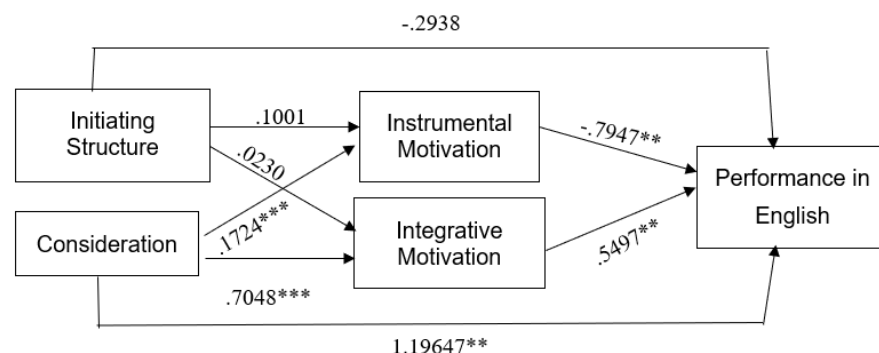 -.2938
Initiating
Structure
.1001
Instrumental
Motivation
-.7947**
.0230
Performance in
English
Consideration
.1724***
Integrative
Motivation
.5497**
.7048***
1.19647**